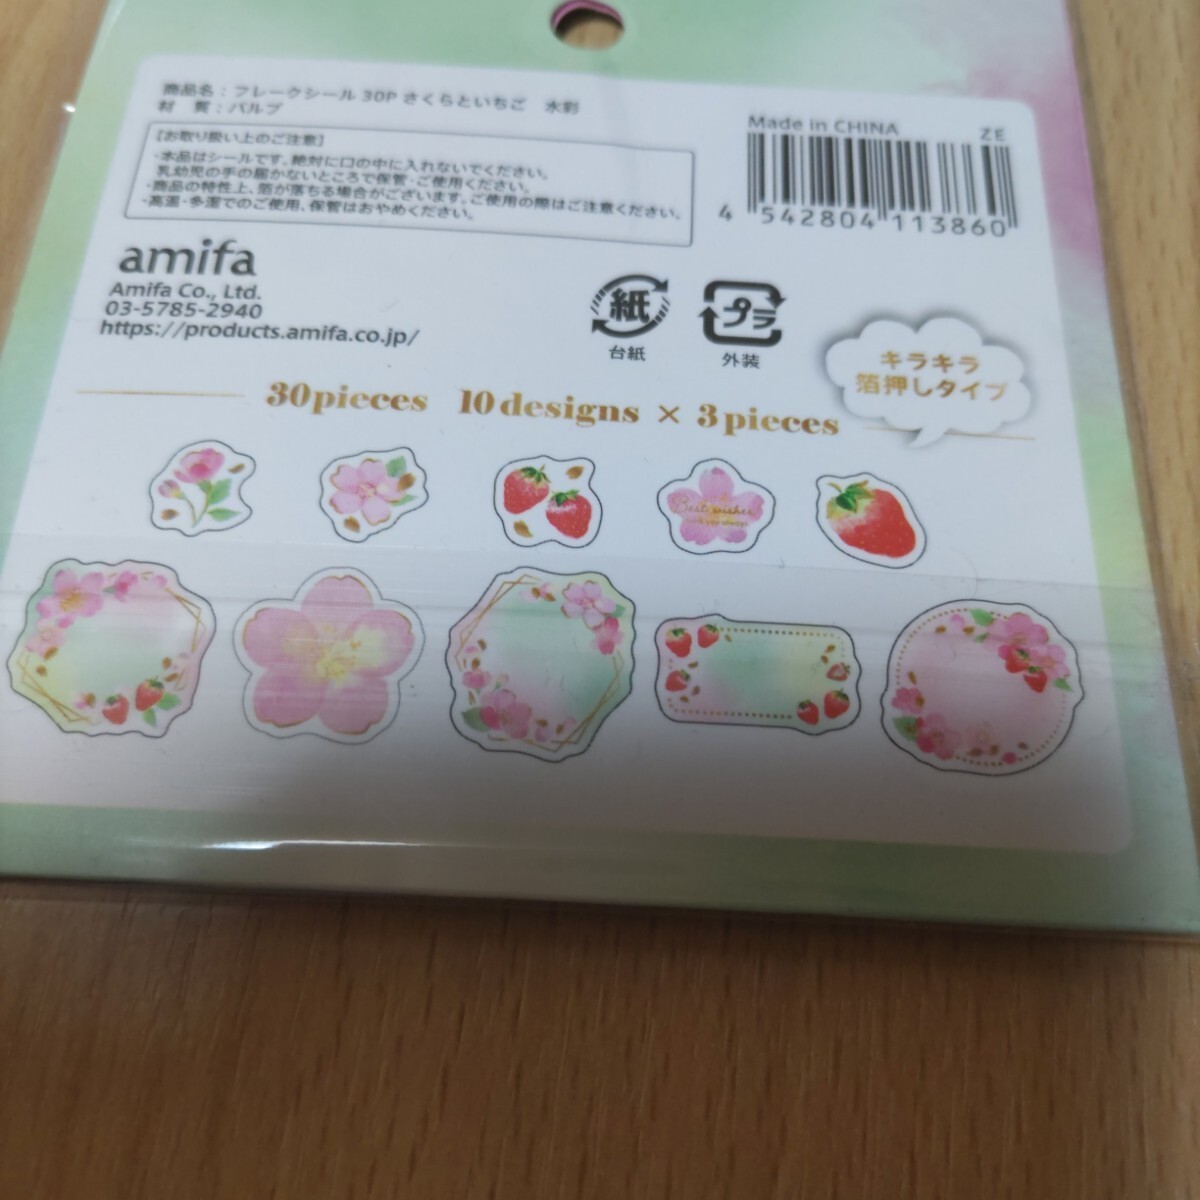 商品名：フレークシール 30P さくらといちご　水彩
材　質：パルプ
【お取り扱い上のご注意】
・本品はシールです。絶対に口の中に入れないでください。
乳幼児の手の届かないところで保管・ご使用ください。
・商品の特性上、箔が落ちる場合がございます。ご使用の際はご注意ください。
・高温・多湿でのご使用、保管はおやめください。
Made in CHINA
ZE
4 542804 113860
amifa
Amifa Co., Ltd.
03-5785-2940
https://products.amifa.co.jp/
紙
台紙
プラ
外装
キラキラ
箔押しタイプ
30pieces 10designs × 3pieces
Best wishes